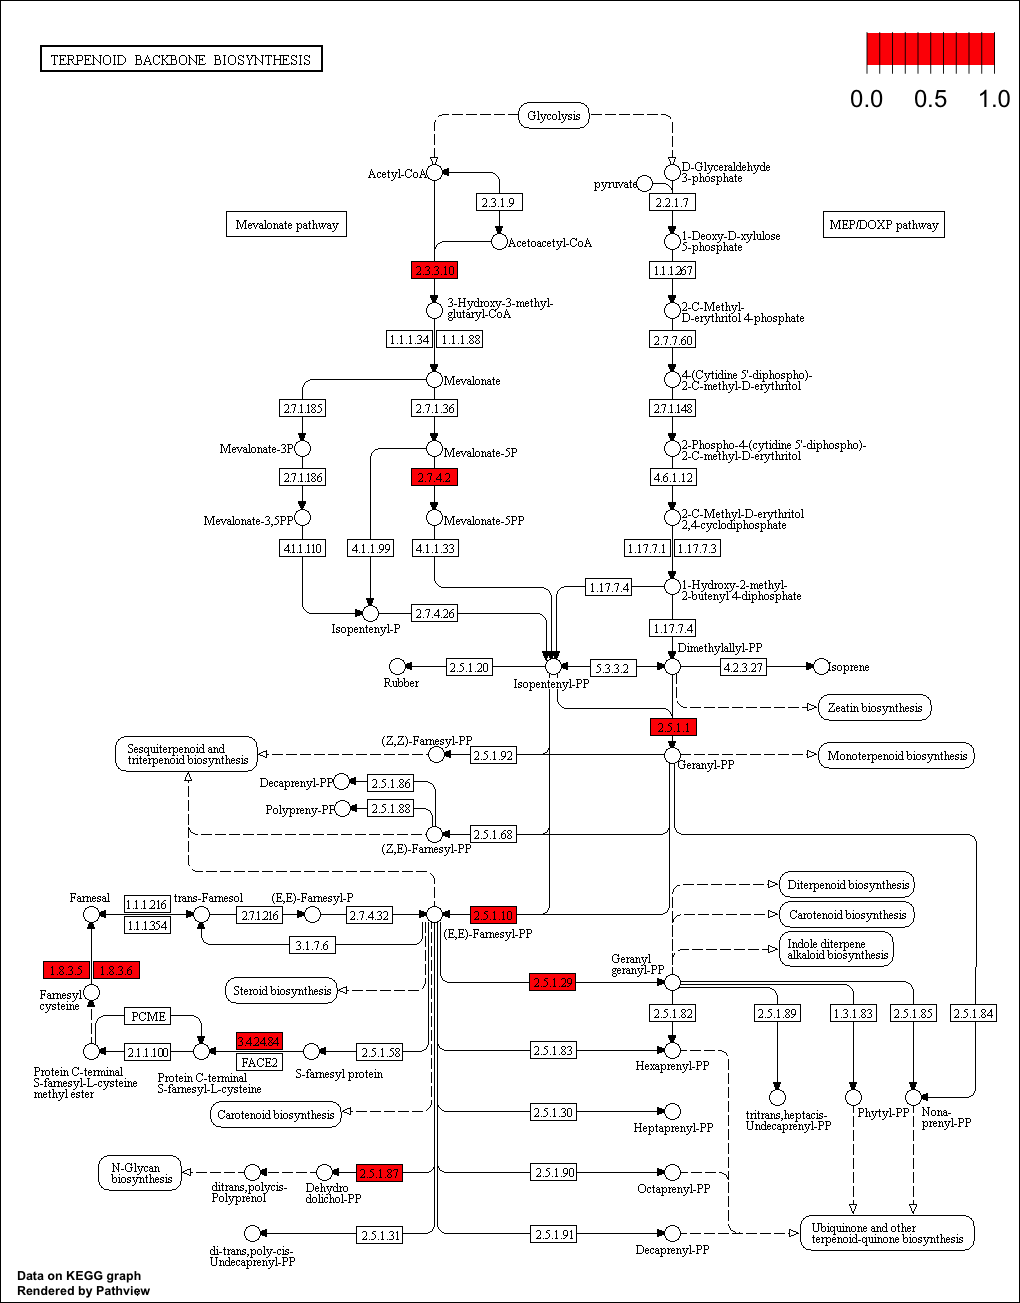 TERPENOID BACKBONE BIOSYNTHESIS
0.0 0.5 1.0
Glycolysis
Acetyl-CoA
D-Glyceraldehyde
3-phosphate
pyruvate
2.3.1.9
2.2.1.7
Mevalonate pathway
MEP/DOXP pathway
Acetoacetyl-CoA
1-Deoxy-D-xylulose
5-phosphate
2.3.3.10
1.1.1.267
3-Hydroxy-3-methyl-
glutaryl-CoA
2-C-Methyl-
D-erythritol 4-phosphate
1.1.1.34
1.1.1.88
2.7.7.60
Mevalonate
4-(Cytidine 5'-diphospho)-
2-C-methyl-D-erythritol
2.7.1.185
2.7.1.36
2.7.1.148
Mevalonate-3P
Mevalonate-5P
2-Phospho-4-(cytidine 5'-diphospho)-
2-C-methyl-D-erythritol
2.7.1.186
2.7.4.2
4.6.1.12
Mevalonate-3,5PP
Mevalonate-5PP
2-C-Methyl-D-erythritol
2,4-cyclodiphosphate
4.1.1.110
4.1.1.99
4.1.1.33
1.17.7.1
1.17.7.3
1.17.7.4
1-Hydroxy-2-methyl-
2-butenyl 4-diphosphate
2.7.4.26
Isopentenyl-P
1.17.7.4
Dimethylallyl-PP
2.5.1.20
5.3.3.2
4.2.3.27
Isoprene
Rubber
Isopentenyl-PP
Zeatin biosynthesis
2.5.1.1
(Z,Z)-Farnesyl-PP
Sesquiterpenoid and
triterpenoid biosynthesis
2.5.1.92
Geranyl-PP
Monoterpenoid biosynthesis
Decaprenyl-PP
2.5.1.86
Polypreny-PP
2.5.1.88
2.5.1.68
(Z,E)-Farnesyl-PP
Diterpenoid biosynthesis
Farnesal
1.1.1.216
trans-Farnesol
(E,E)-Farnesyl-P
2.7.1.216
2.7.4.32
2.5.1.10
Carotenoid biosynthesis
1.1.1.354
(E,E)-Farnesyl-PP
3.1.7.6
Indole diterpene
alkaloid biosynthesis
1.8.3.5
1.8.3.6
Geranyl
geranyl-PP
2.5.1.29
Farnesyl
cysteine
Steroid biosynthesis
PCME
2.5.1.82
2.5.1.89
1.3.1.83
2.5.1.85
2.5.1.84
3.4.24.84
2.1.1.100
FACE2
2.5.1.58
2.5.1.83
Hexaprenyl-PP
Protein C-terminal
S-farnesyl-L-cysteine
methyl ester
Protein C-terminal
S-farnesyl-L-cysteine
S-farnesyl protein
Carotenoid biosynthesis
2.5.1.30
Heptaprenyl-PP
tritrans,heptacis-
Undecaprenyl-PP
Phytyl-PP
Nona-
prenyl-PP
N-Glycan
biosynthesis
2.5.1.87
2.5.1.90
ditrans,polycis-
Polyprenol
Dehydro
dolichol-PP
Octaprenyl-PP
2.5.1.31
2.5.1.91
Ubiquinone and other
terpenoid-quinone biosynthesis
di-trans,poly-cis-
Undecaprenyl-PP
Decaprenyl-PP
Data on KEGG graph
Rendered by Pathview